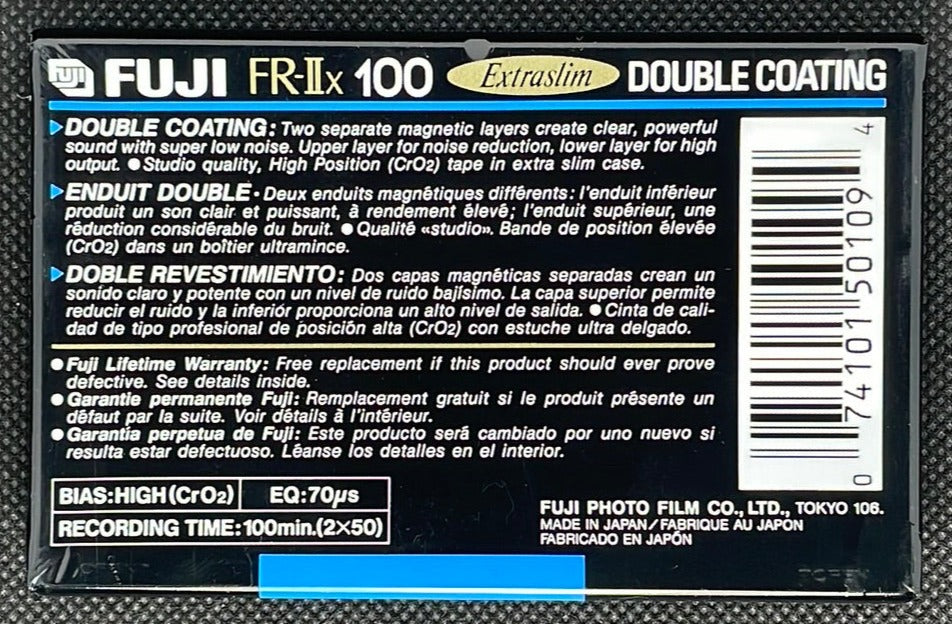 FUJI FUJI FR-IIx 100 Extraslim DOUBLE COATING
▶DOUBLE COATING: Two separate magnetic layers create clear, powerful
sound with super low noise. Upper layer for noise reduction, lower layer for high
output. ●Studio quality, High Position (CrO2) tape in extra slim case.
▶ENDUIT DOUBLE• Deux enduits magnétiques différents: l'enduit inférieur
produit un son clair et puissant, à rendement élevé; l'enduit supérieur, une
réduction considérable du bruit. ●Qualité «studio». Bande de position élevée
(CrO2) dans un boîtier ultramince.
▶DOBLE REVESTIMIENTO: Dos capas magnéticas separadas crean un
sonido claro y potente con un nivel de ruido bajísimo. La capa superior permite
reducir el ruido y la inferiór proporciona un alto nivel de salida. ●Cinta de cali-
dad de tipo profesional de posición alta (CrO2) con estuche ultra delgado.
●Fuji Lifetime Warranty: Free replacement if this product should ever prove
defective. See details inside.
●Garantie permanente Fuji: Remplacement gratuit si le produit présente un
défaut par la suite. Voir détails à l'intérieur.
●Garantía perpetua de Fuji: Este producto será cambiado por uno nuevo si
resulta estar defectuoso. Léanse los detalles en el interior.
BIAS:HIGH(CrO2) EQ:70µs
RECORDING TIME:100min.(2×50)
0 74101 50109 4
FUJI PHOTO FILM CO., LTD., TOKYO 106.
MADE IN JAPAN/FABRIQUE AU JAPON
FABRICADO EN JAPÓN